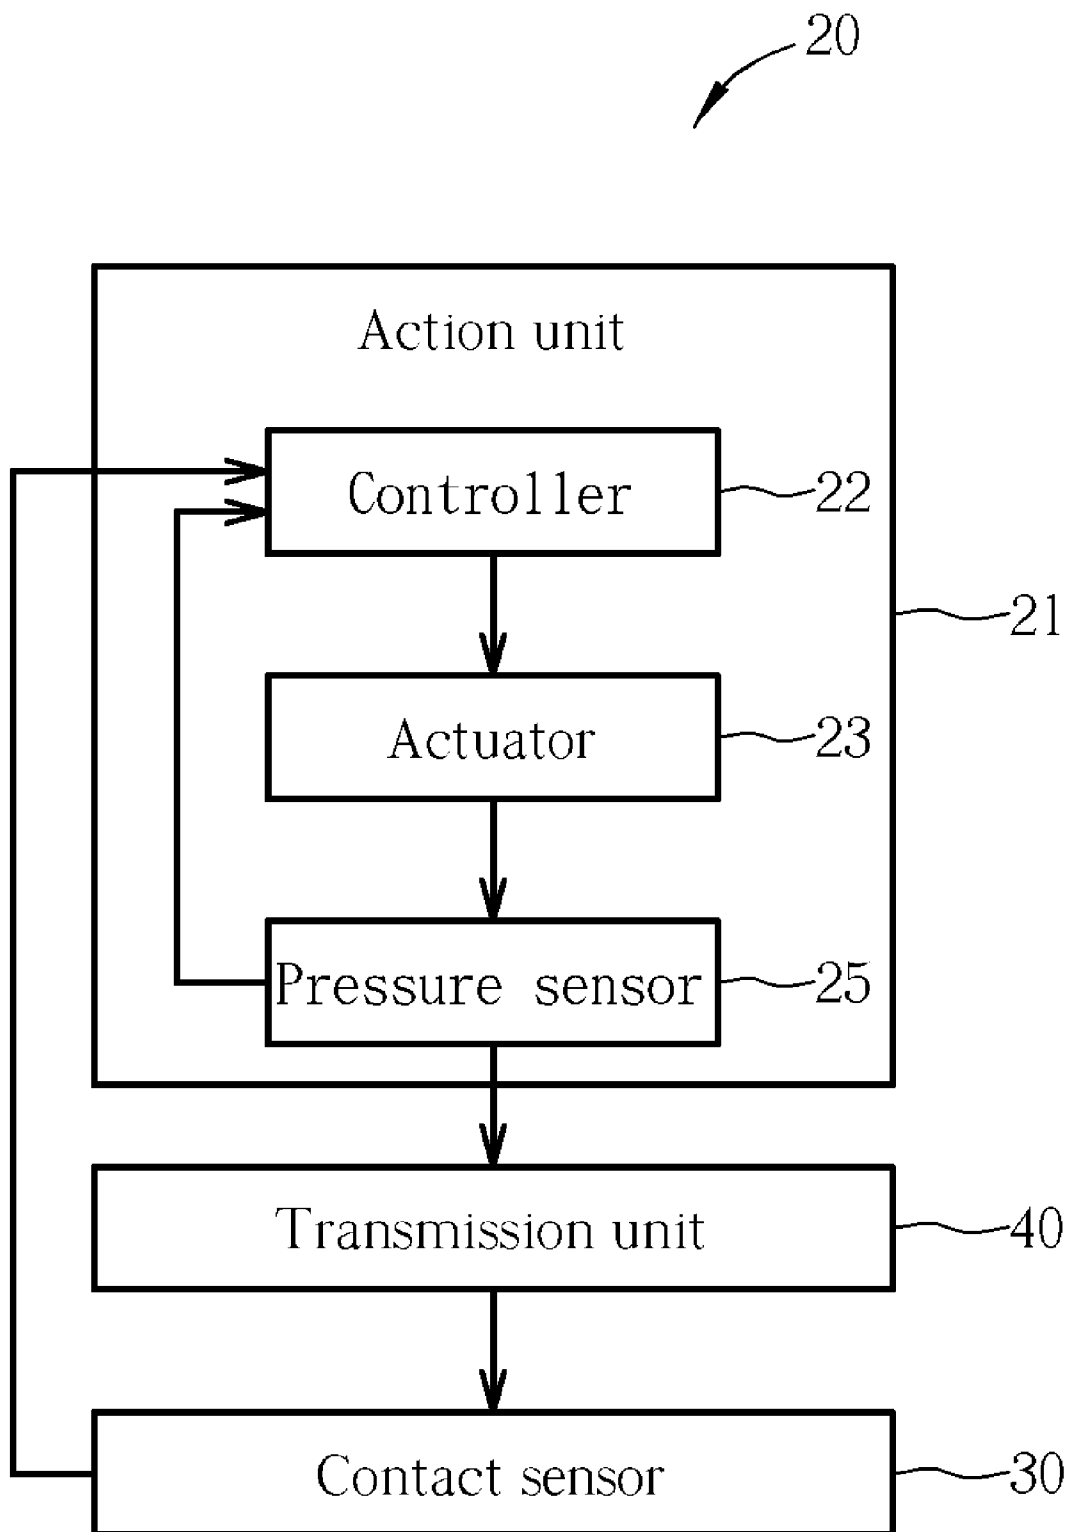 20
Action unit
Controller
22
21
Actuator
23
Pressure sensor
25
Transmission unit
40
Contact sensor
30